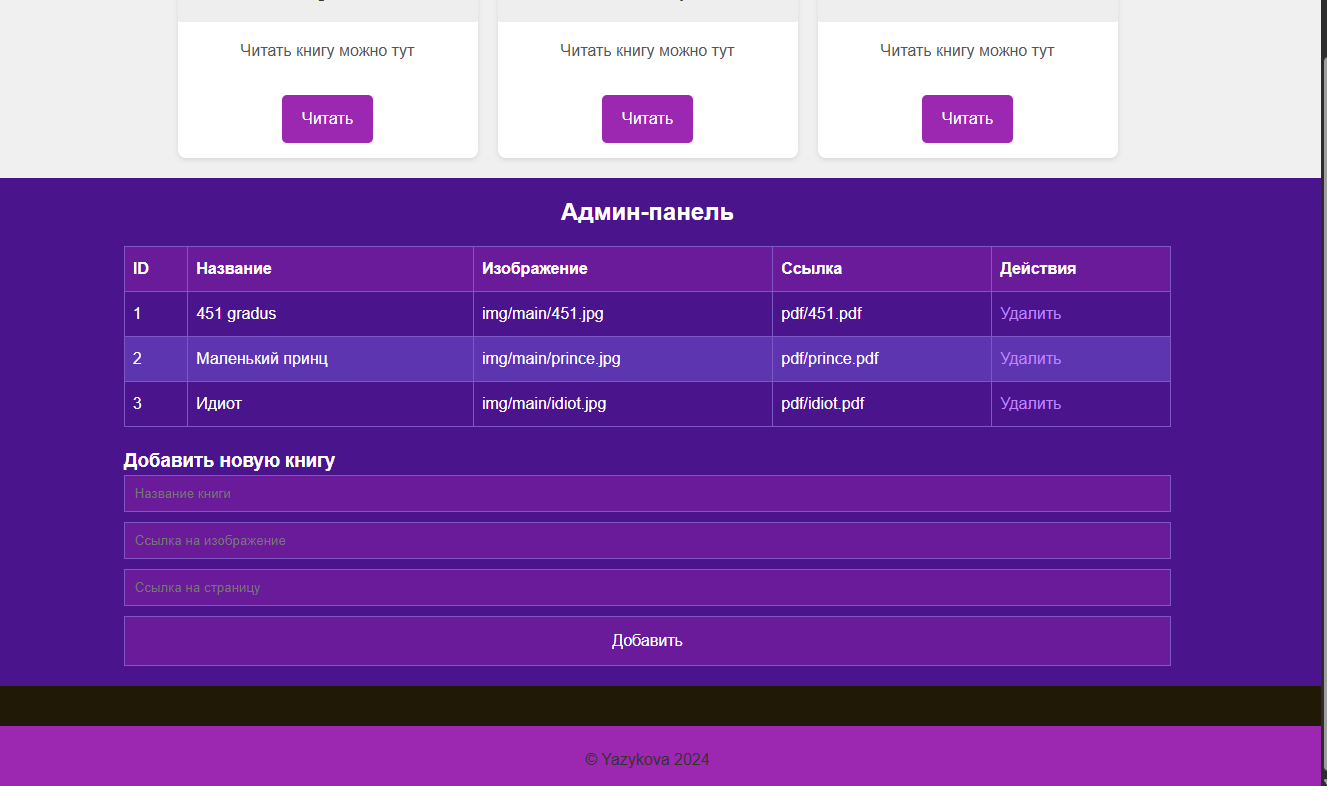 Читать книгу можно тут Читать книгу можно тут Читать книгу можно тут
Читать Читать Читать
Админ-панель
ID Название Изображение Ссылка Действия
1 451 gradus img/main/451.jpg pdf/451.pdf Удалить
2 Маленький принц img/main/prince.jpg pdf/prince.pdf Удалить
3 Идиот img/main/idiot.jpg pdf/idiot.pdf Удалить
Добавить новую книгу
Название книги
Ссылка на изображение
Ссылка на страницу
Добавить
© Yazykova 2024